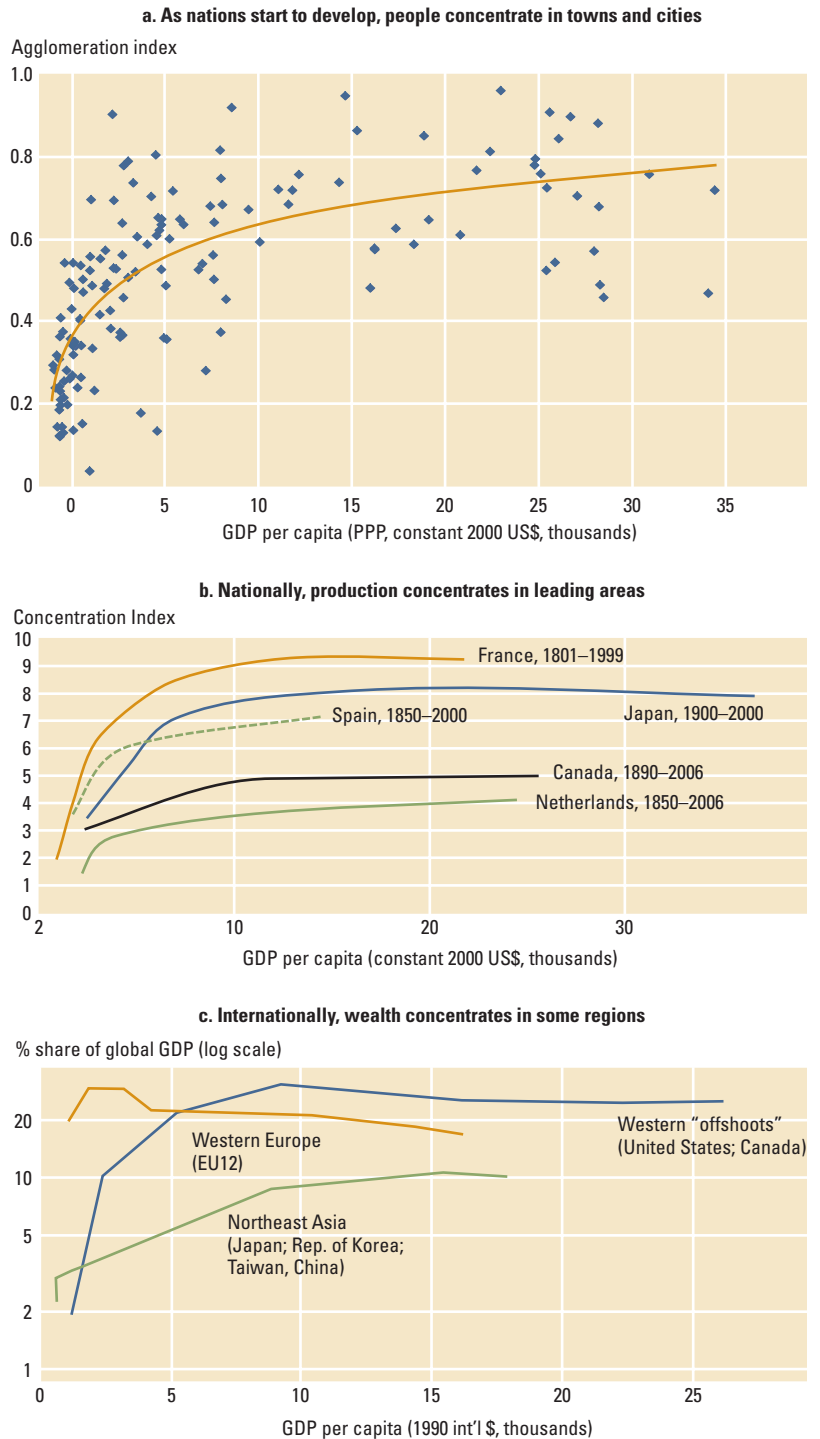 a. As nations start to develop, people concentrate in towns and cities
Agglomeration index
1.0
0.8
0.6
0.4
0.2
0
0 5 10 15 20 25 30 35
GDP per capita (PPP, constant 2000 US$, thousands)
b. Nationally, production concentrates in leading areas
Concentration Index
10
9
8
7
6
5
4
3
2
1
0
France, 1801–1999
Japan, 1900–2000
Spain, 1850–2000
Canada, 1890–2006
Netherlands, 1850–2006
2 10 20 30
GDP per capita (constant 2000 US$, thousands)
c. Internationally, wealth concentrates in some regions
% share of global GDP (log scale)
20
10
5
2
1
Western "offshoots"
(United States; Canada)
Western Europe
(EU12)
Northeast Asia
(Japan; Rep. of Korea;
Taiwan, China)
0 5 10 15 20 25
GDP per capita (1990 int'l $, thousands)